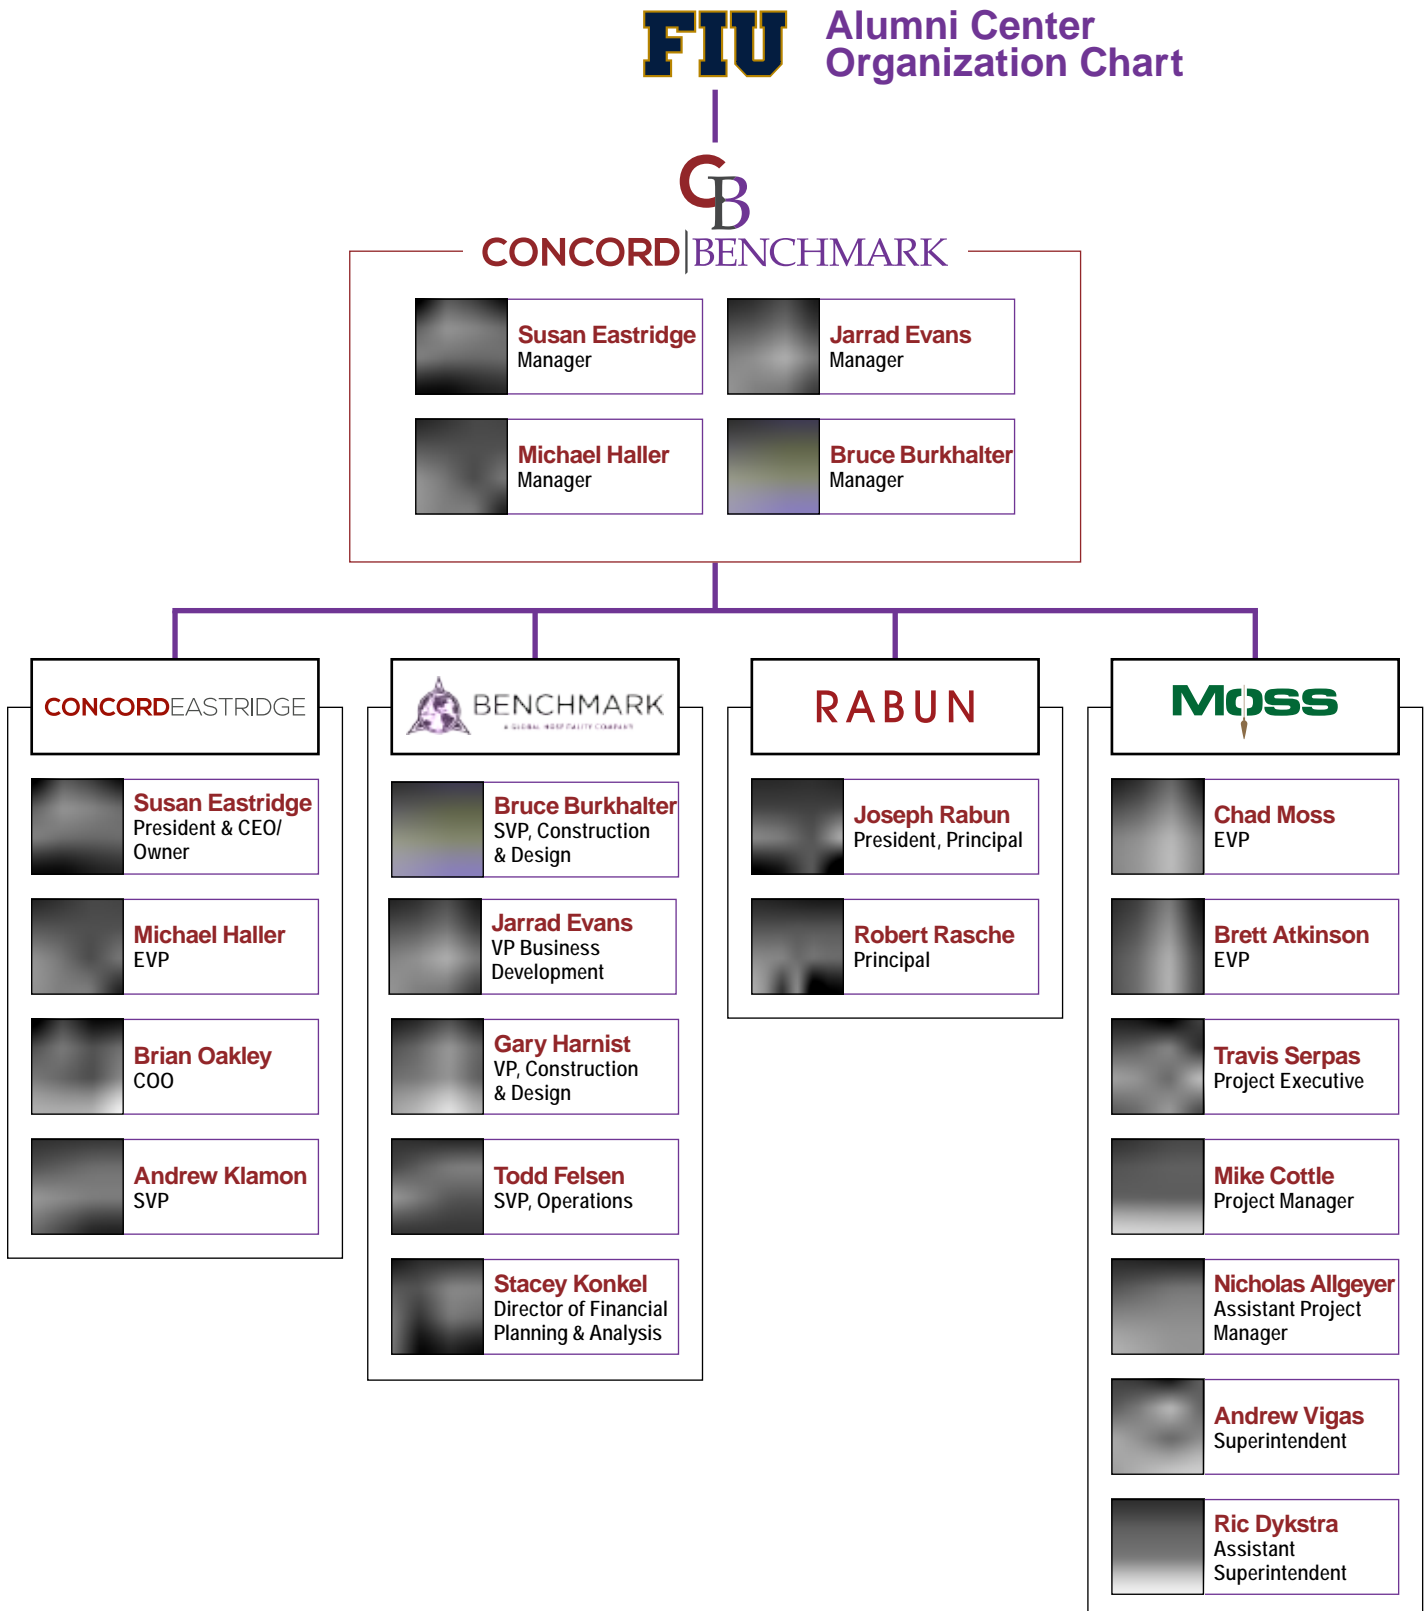 FIU
Alumni Center
Organization Chart
CB
CONCORD|BENCHMARK
Susan Eastridge
Manager
Jarrad Evans
Manager
Michael Haller
Manager
Bruce Burkhalter
Manager
CONCORDEASTRIDGE
Susan Eastridge
President & CEO/
Owner
Michael Haller
EVP
Brian Oakley
COO
Andrew Klamon
SVP
BENCHMARK
A GLOBAL HOSPITALITY COMPANY
Bruce Burkhalter
SVP, Construction
& Design
Jarrad Evans
VP Business
Development
Gary Harnist
VP, Construction
& Design
Todd Felsen
SVP, Operations
Stacey Konkel
Director of Financial
Planning & Analysis
RABUN
Joseph Rabun
President, Principal
Robert Rasche
Principal
Moss
Chad Moss
EVP
Brett Atkinson
EVP
Travis Serpas
Project Executive
Mike Cottle
Project Manager
Nicholas Allgeyer
Assistant Project
Manager
Andrew Vigas
Superintendent
Ric Dykstra
Assistant
Superintendent